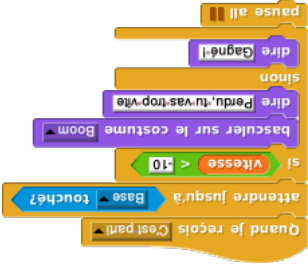 Quand je reçois C'est parti
attendre jusqu'à Base touché?
si vitesse < -10
basculer sur le costume Boom
dire Perdu, tu vas trop vite
sinon
dire Gagné!
pause all